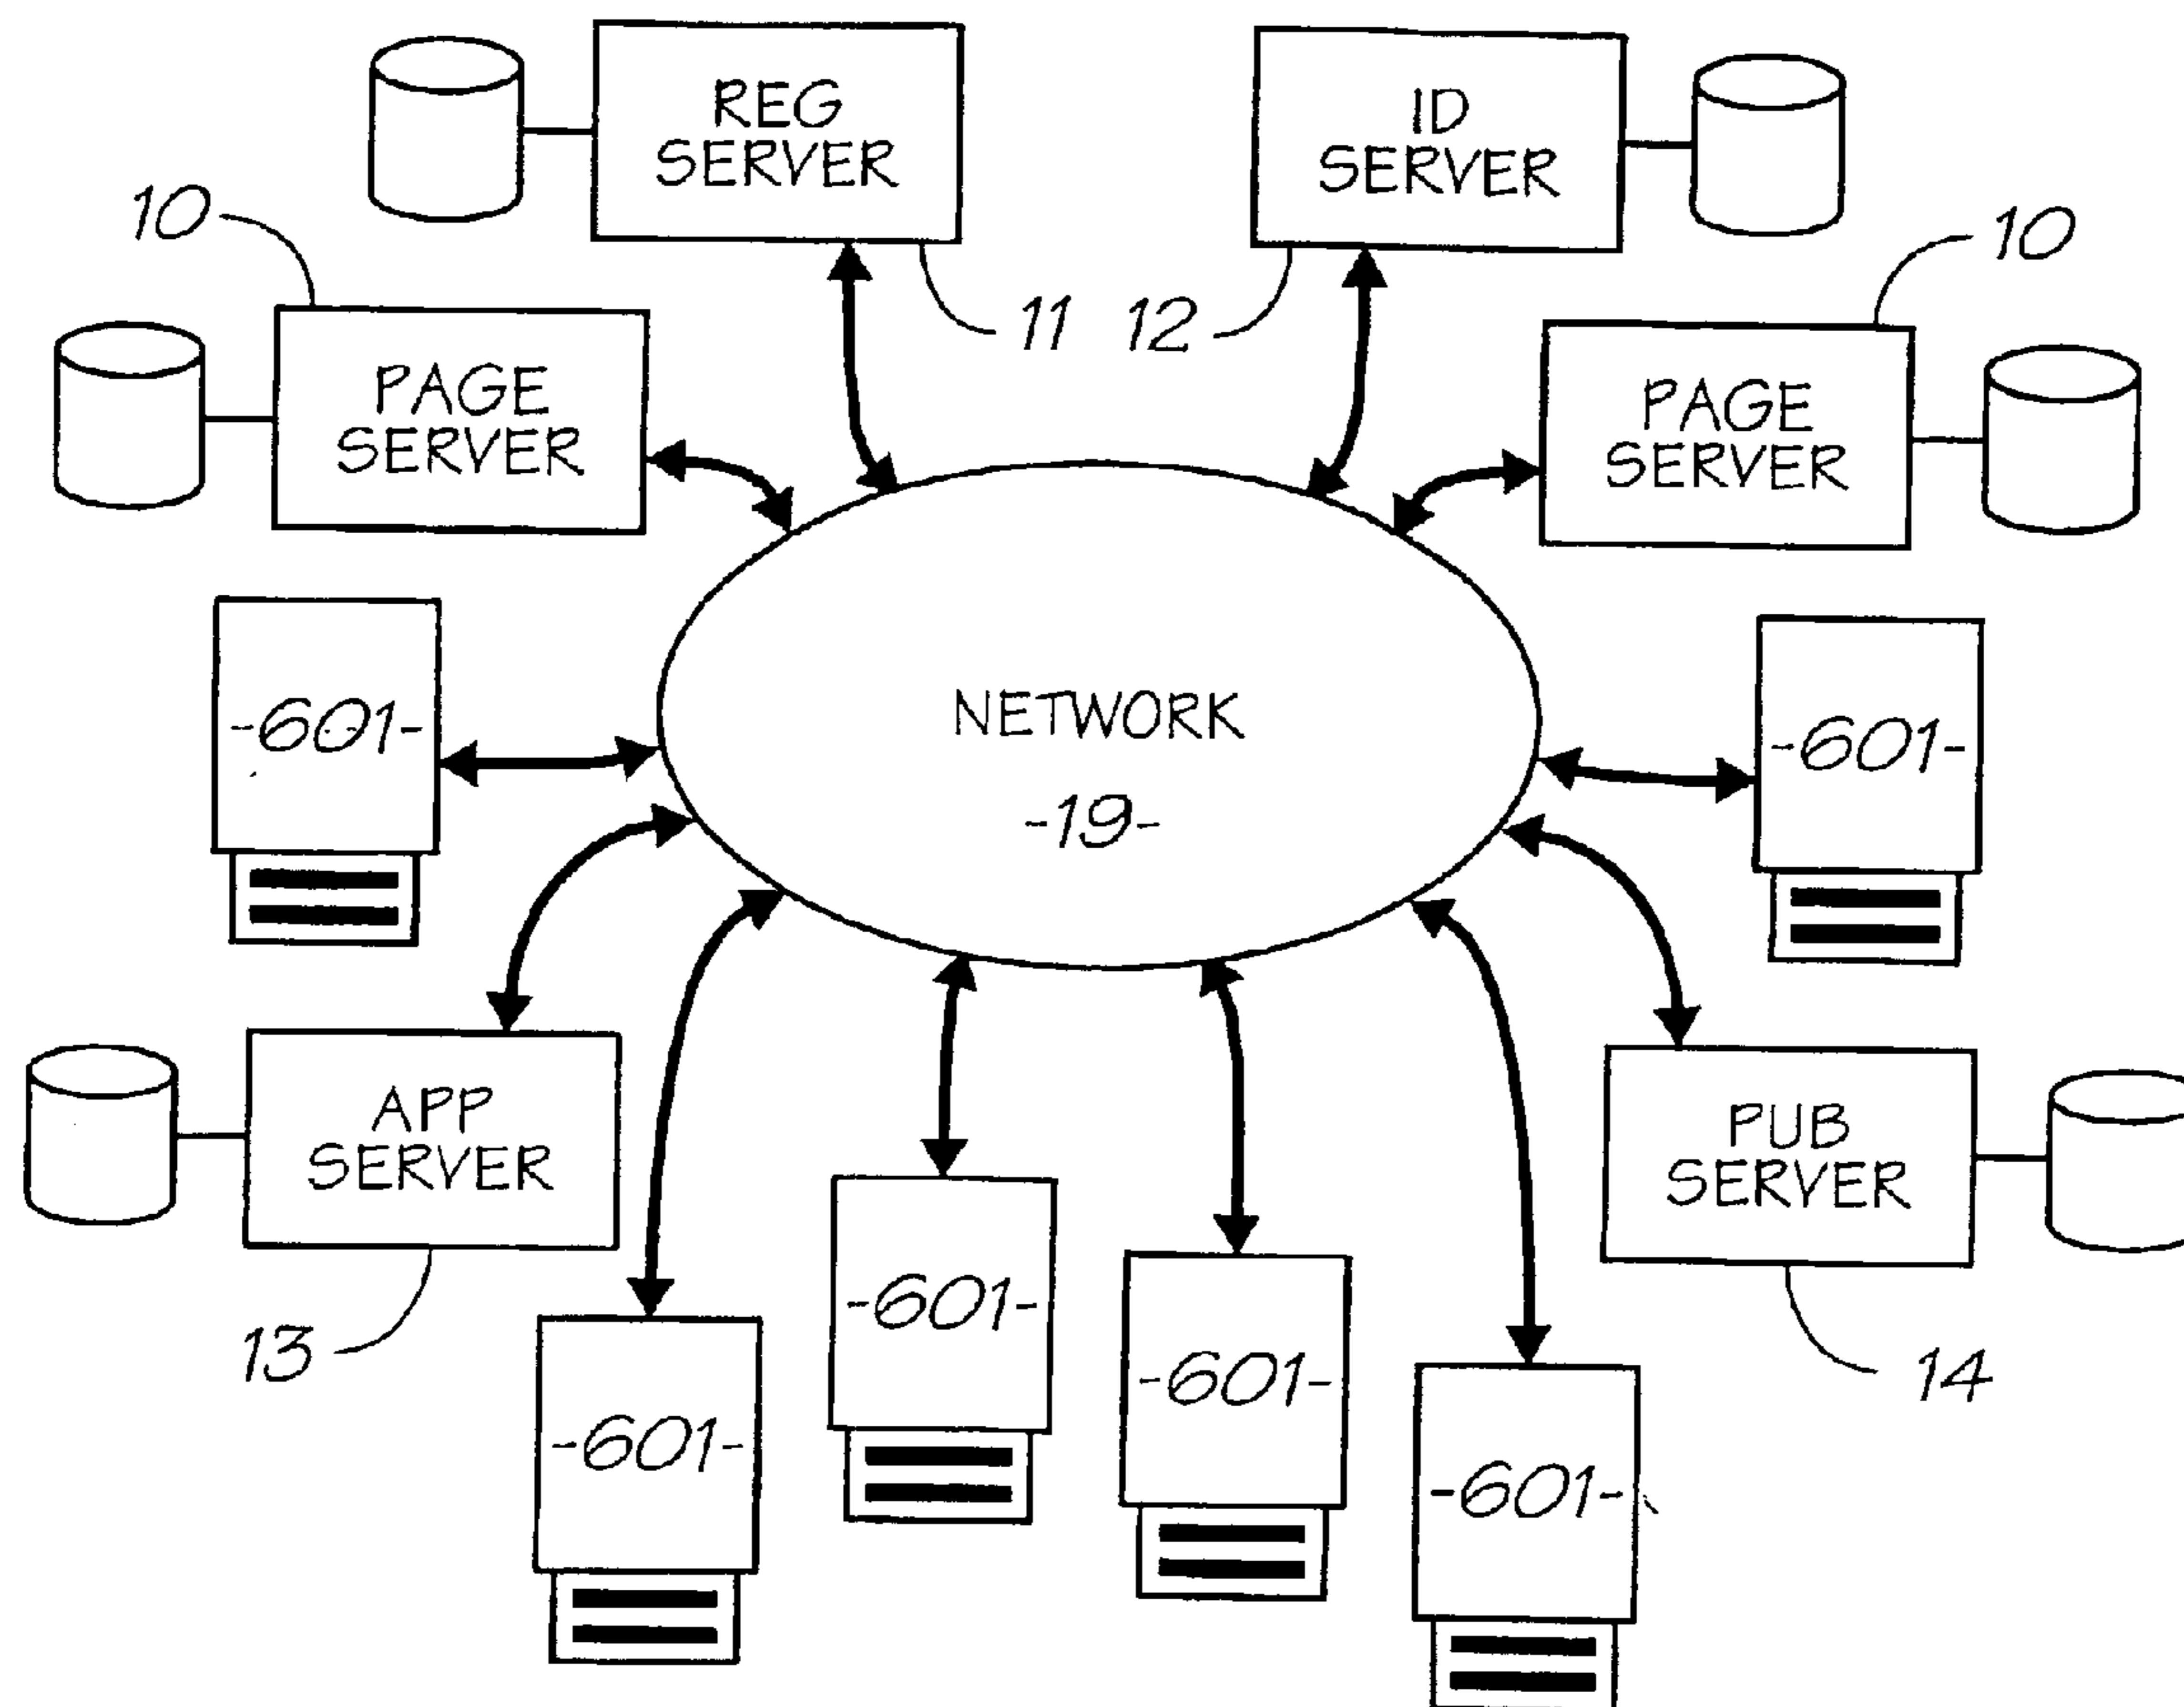 REG
SERVER
ID
SERVER
10
10
11
12
PAGE
SERVER
PAGE
SERVER
-601-
NETWORK
-19-
-601-
APP
SERVER
PUB
SERVER
13
-601-
-601-
-601-
-601-
14